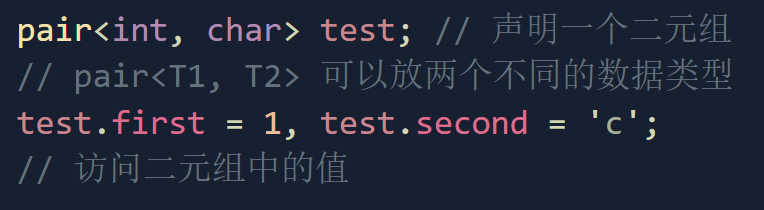 pair<int, char> test; // 声明一个二元组
// pair<T1, T2> 可以放两个不同的数据类型
test.first = 1, test.second = 'c';
// 访问二元组中的值